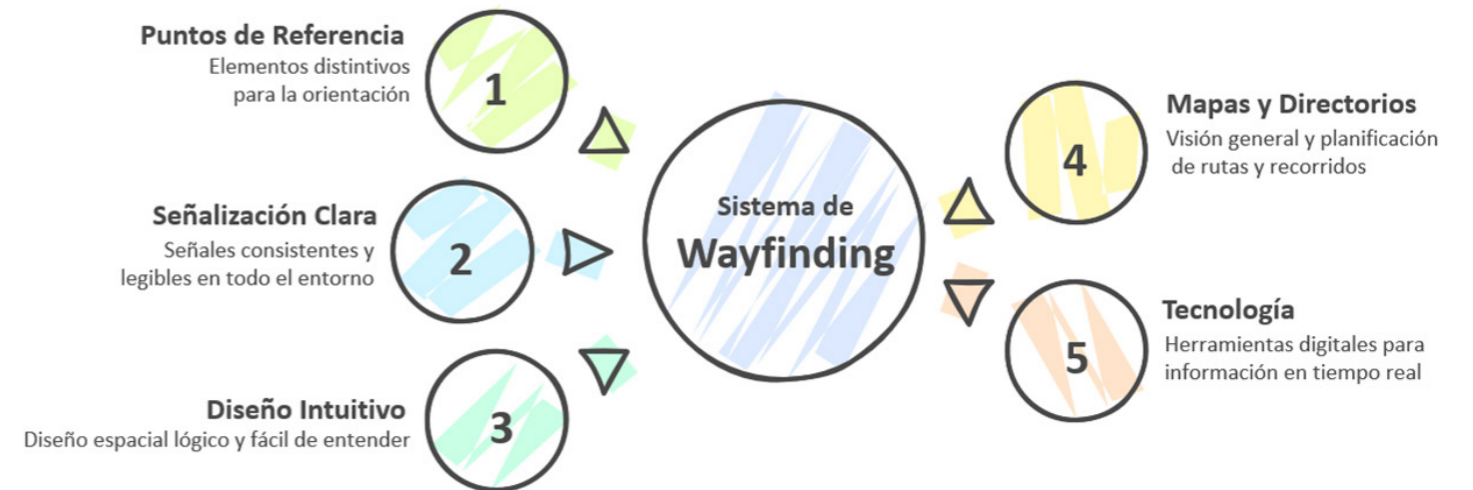 Puntos de Referencia
Elementos distintivos
para la orientación
1
Señalización Clara
Señales consistentes y
legibles en todo el entorno
2
Diseño Intuitivo
Diseño espacial lógico y fácil de entender
3
Sistema de
Wayfinding
4
Mapas y Directorios
Visión general y planificación
de rutas y recorridos
5
Tecnología
Herramientas digitales para
información en tiempo real